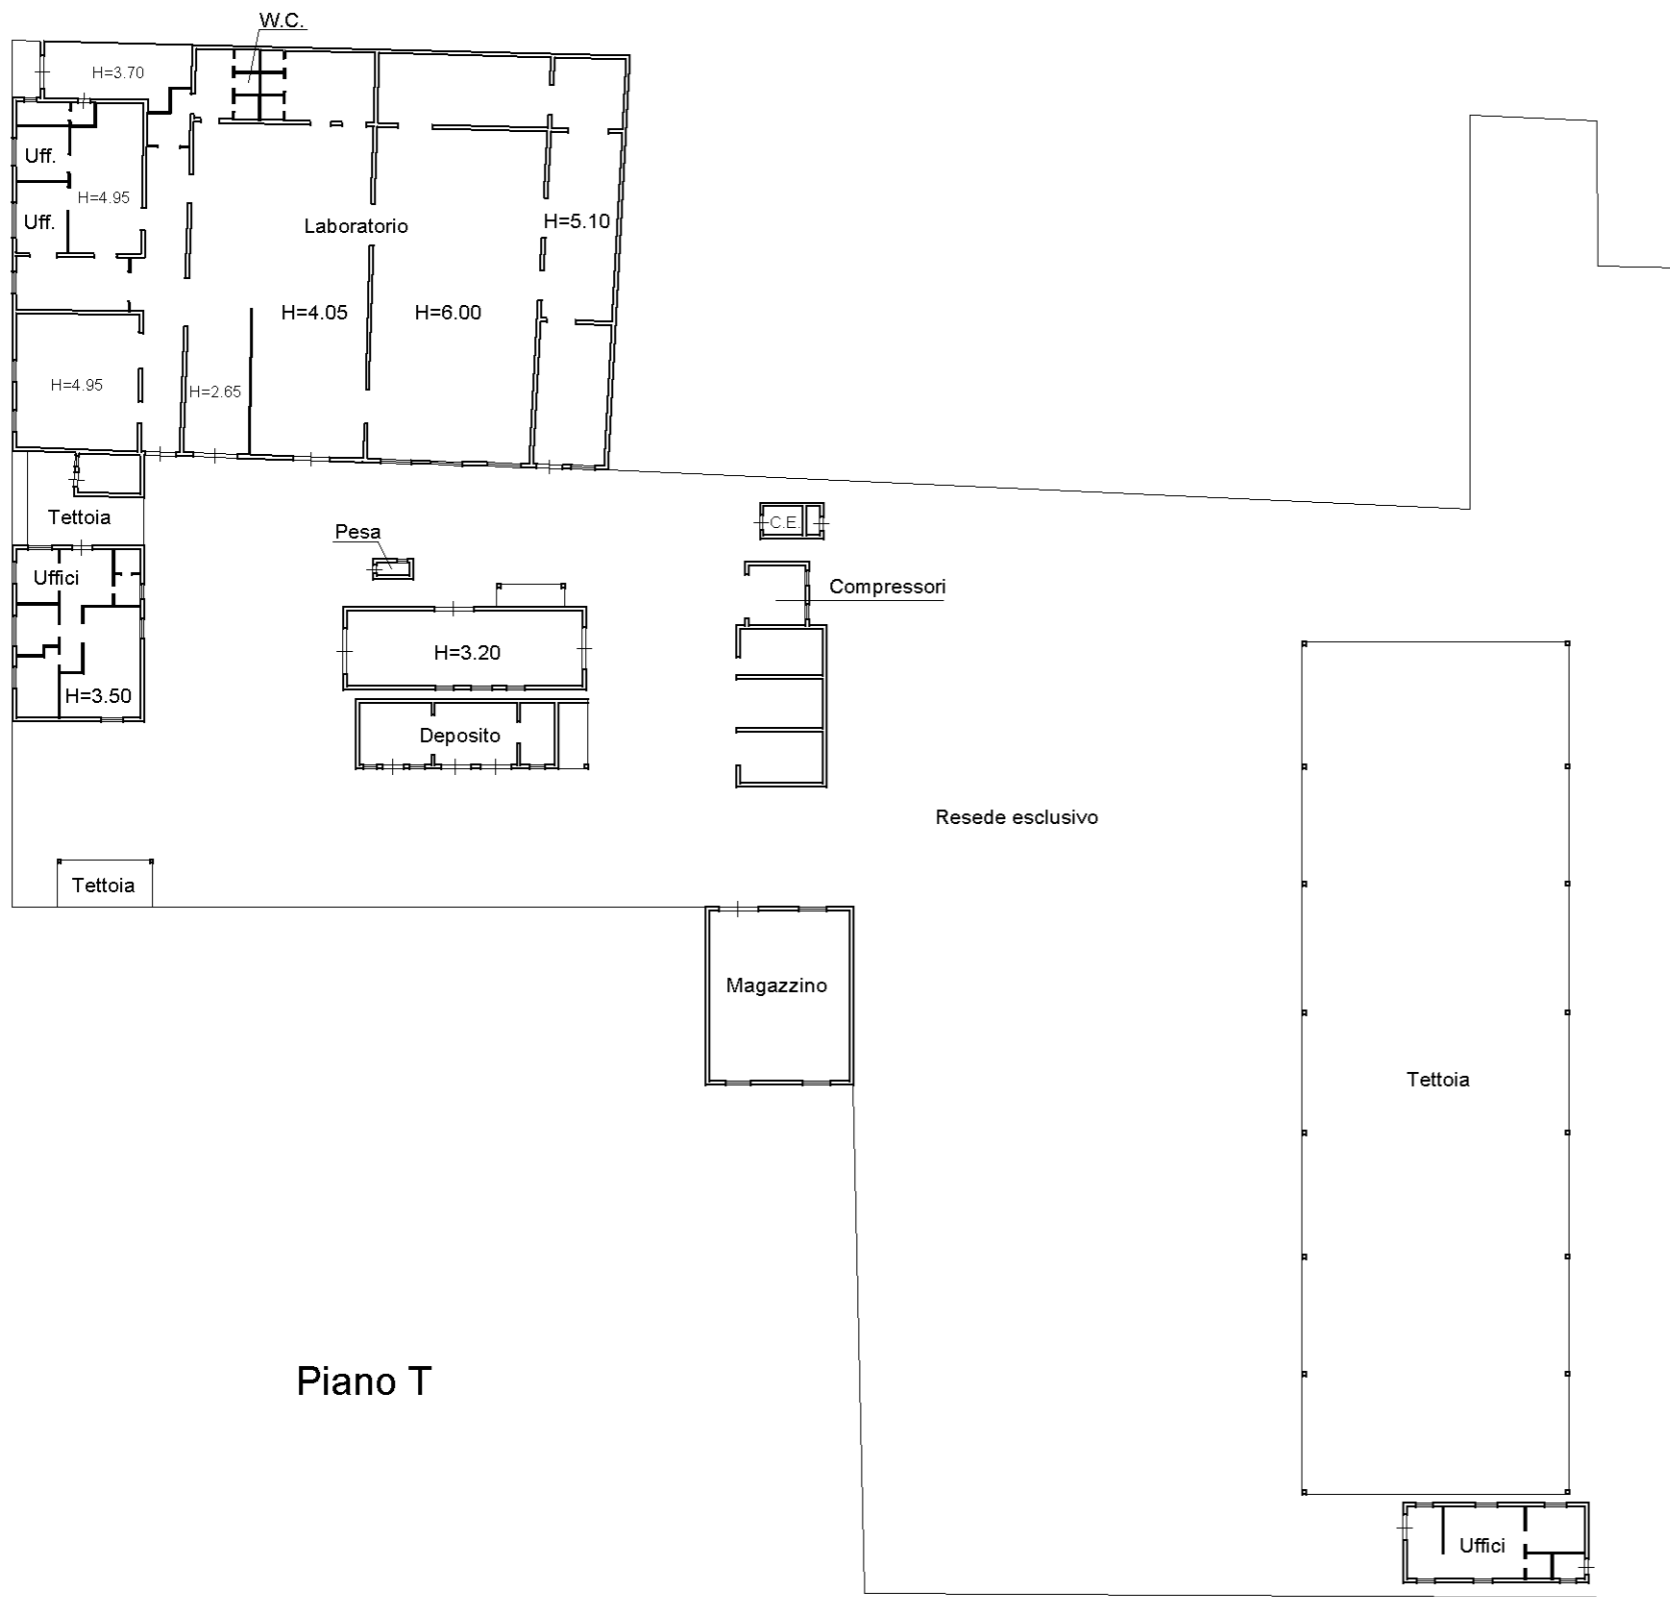 W.C.
H=3.70
Uff.
H=4.95
Uff.
Laboratorio
H=5.10
H=4.05
H=6.00
H=4.95
H=2.65
Tettoia
Pesa
C.E.
Uffici
Compressori
H=3.20
H=3.50
Deposito
Resede esclusivo
Tettoia
Magazzino
Tettoia
Piano T
Uffici